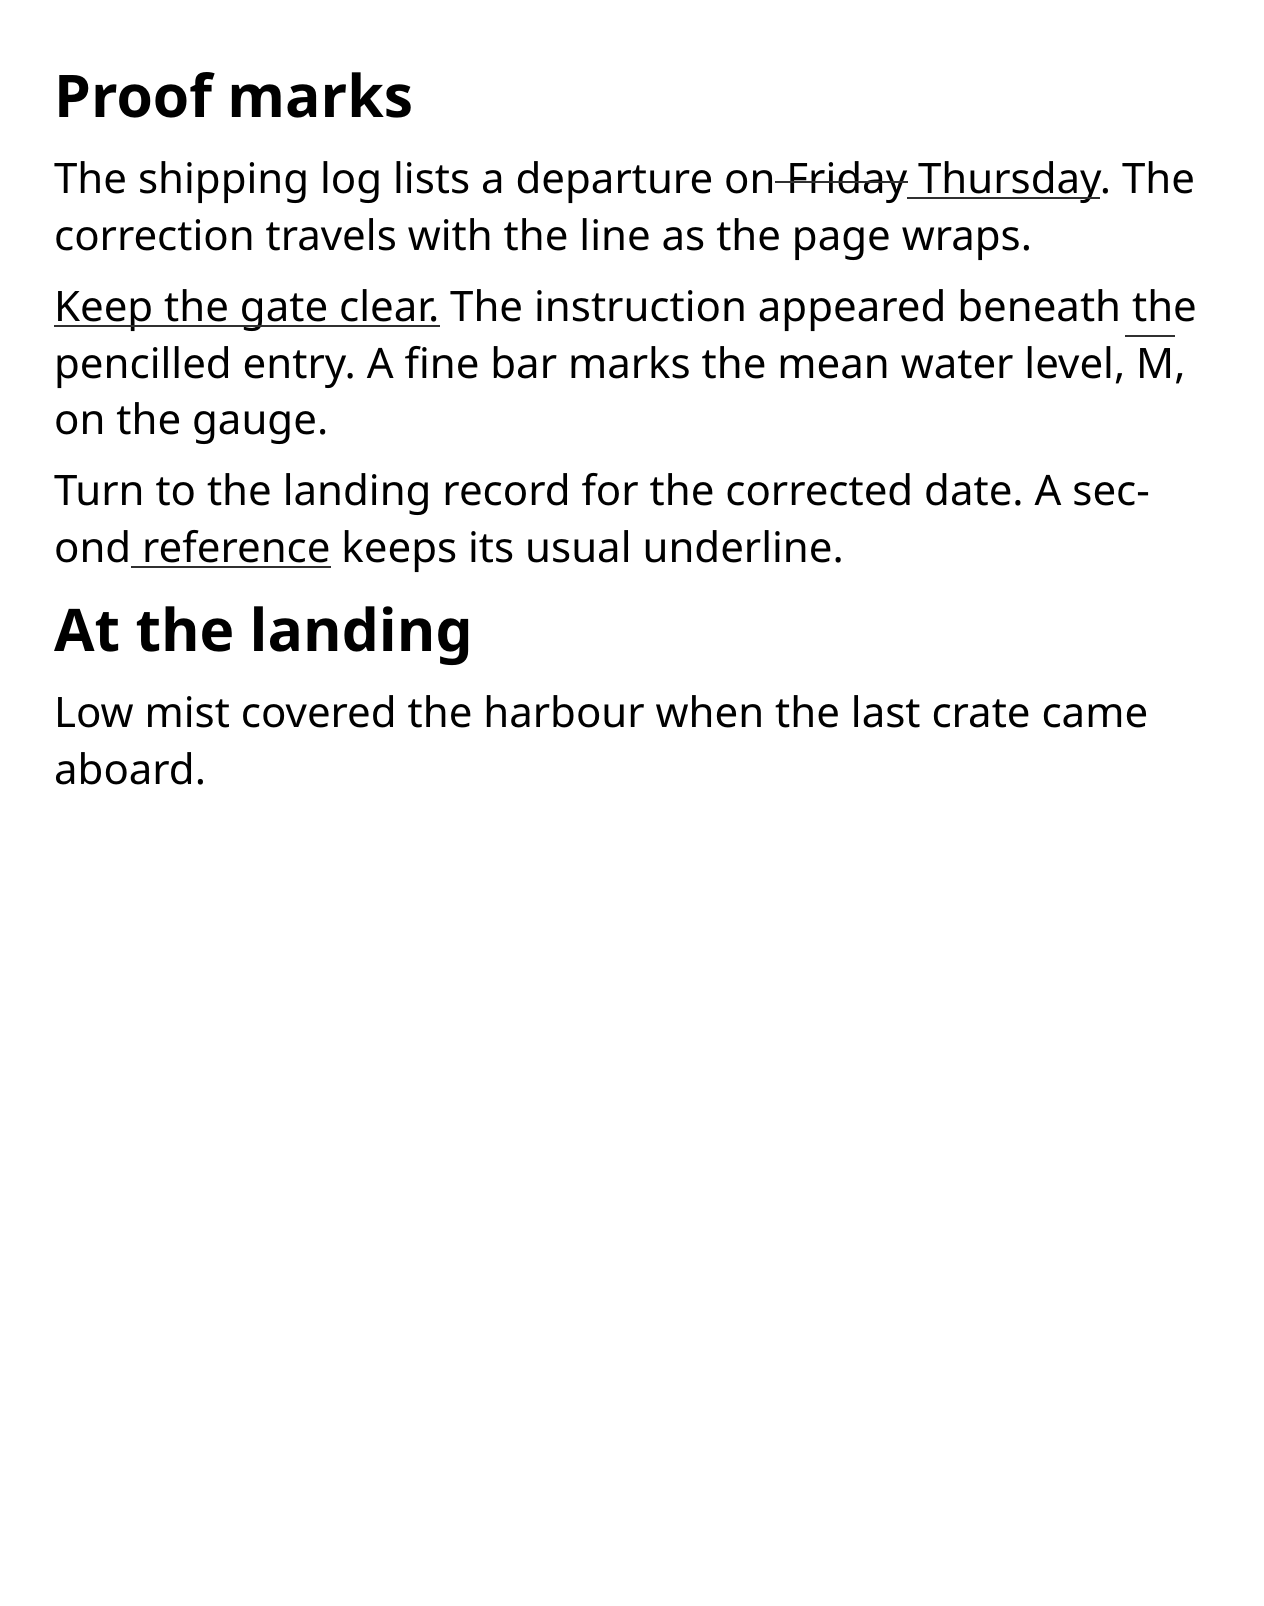 Proof marks
The shipping log lists a departure on Friday Thursday. The
correction travels with the line as the page wraps.
Keep the gate clear. The instruction appeared beneath the
pencilled entry. A fine bar marks the mean water level, M,
on the gauge.
Turn to the landing record for the corrected date. A sec-
ond reference keeps its usual underline.
At the landing
Low mist covered the harbour when the last crate came
aboard.